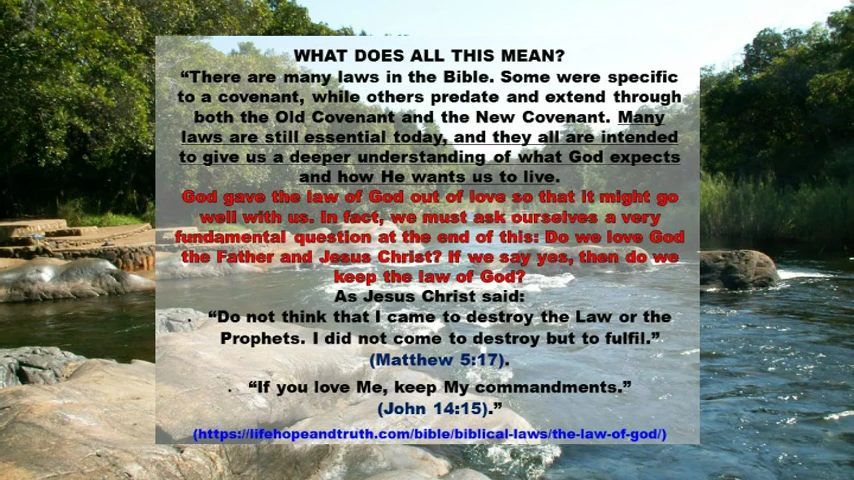 WHAT DOES ALL THIS MEAN?
“There are many laws in the Bible. Some were specific
to a covenant, while others predate and extend through
both the Old Covenant and the New Covenant. Many
laws are still essential today, and they all are intended
to give us a deeper understanding of what God expects
and how He wants us to live.
God gave the law of God out of love so that it might go
well with us. In fact, we must ask ourselves a very
fundamental question at the end of this: Do we love God
the Father and Jesus Christ? If we say yes, then do we
keep the law of God?
As Jesus Christ said:
“Do not think that I came to destroy the Law or the
Prophets. I did not come to destroy but to fulfil.”
(Matthew 5:17).
. “If you love Me, keep My commandments.”
(John 14:15).”
(https://lifehopeandtruth.com/bible/biblical-laws/the-law-of-god/)